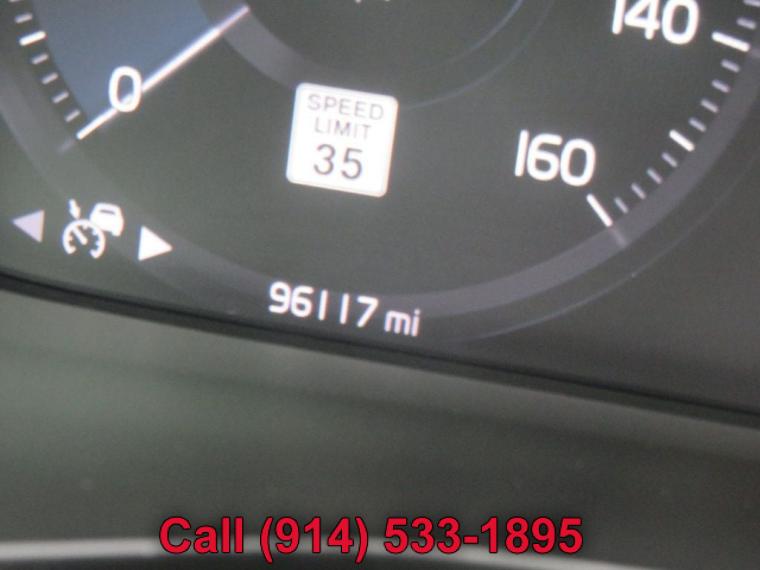 140
0
SPEED
LIMIT
35
160
96117 mi
Call (914) 533-1895